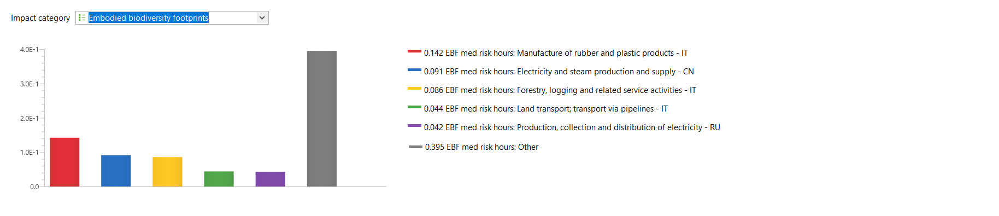 Impact category Embodied biodiversity footprints
4.0E-1
3.0E-1
2.0E-1
1.0E-1
0.0
0.142 EBF med risk hours: Manufacture of rubber and plastic products - IT
0.091 EBF med risk hours: Electricity and steam production and supply - CN
0.086 EBF med risk hours: Forestry, logging and related service activities - IT
0.044 EBF med risk hours: Land transport; transport via pipelines - IT
0.042 EBF med risk hours: Production, collection and distribution of electricity - RU
0.395 EBF med risk hours: Other